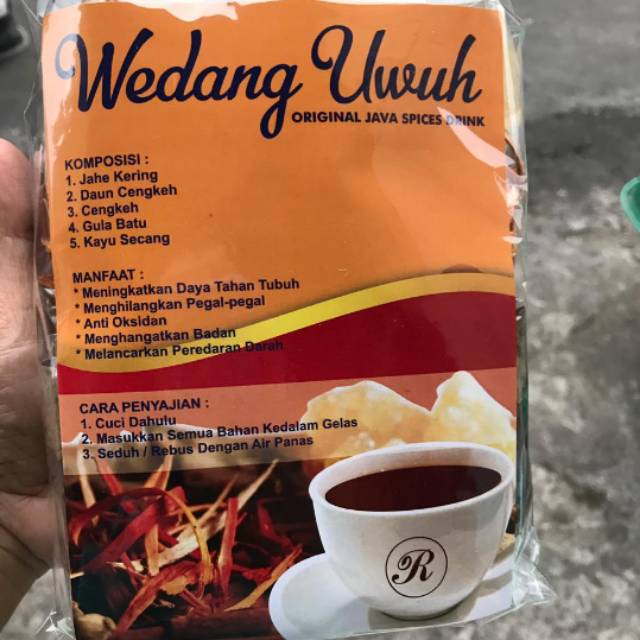 Wedang Uwuh
ORIGINAL JAVA SPICES DRINK
KOMPOSISI :
1. Jahe Kering
2. Daun Cengkeh
3. Cengkeh
4. Gula Batu
5. Kayu Secang
MANFAAT :
* Meningkatkan Daya Tahan Tubuh
* Menghilangkan Pegal-pegal
* Anti Oksidan
* Menghangatkan Badan
* Melancarkan Peredaran Darah
CARA PENYAJIAN :
1. Cuci Dahulu
2. Masukkan Semua Bahan Kedalam Gelas
3. Seduh / Rebus Dengan Air Panas
R